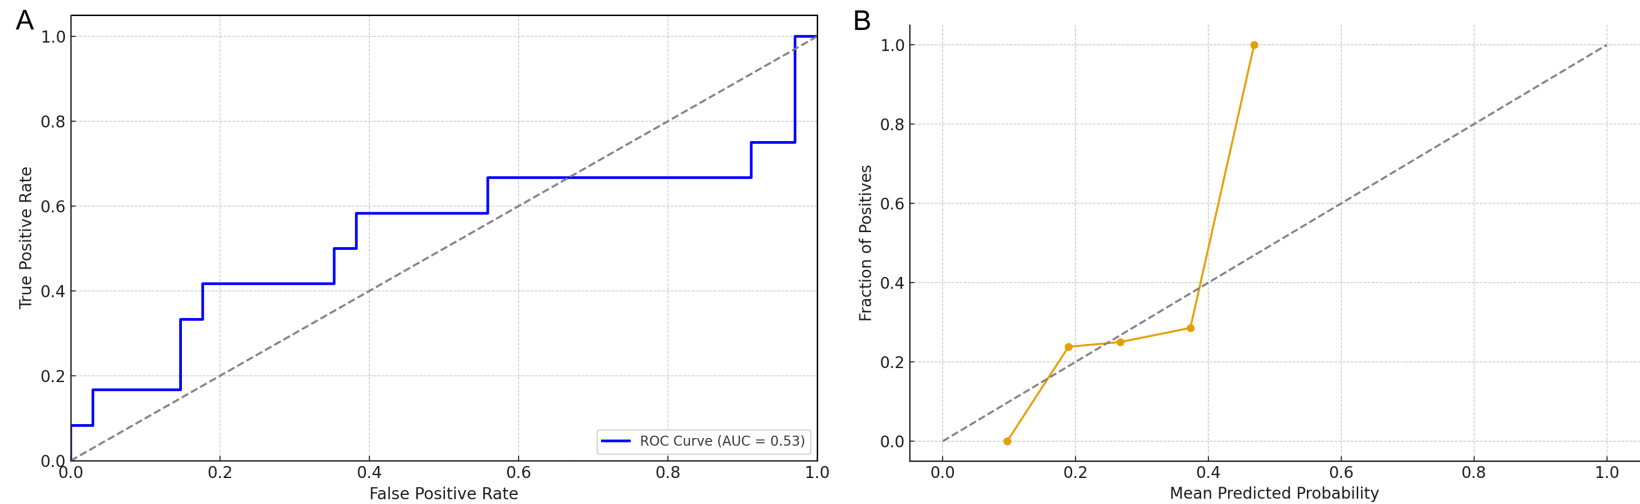 A
1.0
0.8
0.6
0.4
0.2
0.0
True Positive Rate
ROC Curve (AUC = 0.53)
0.0 0.2 0.4 0.6 0.8 1.0
False Positive Rate
B
1.0
0.8
0.6
0.4
0.2
0.0
Fraction of Positives
0.0 0.2 0.4 0.6 0.8 1.0
Mean Predicted Probability